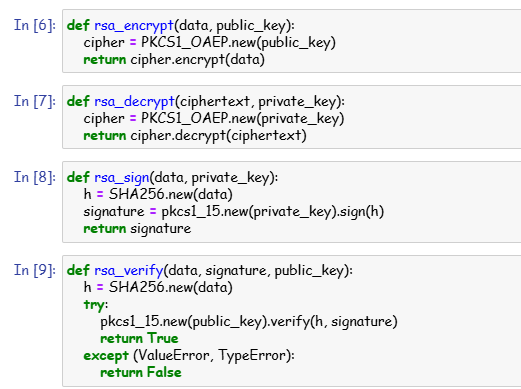 In [6]: def rsa_encrypt(data, public_key):
    cipher = PKCS1_OAEP.new(public_key)
    return cipher.encrypt(data)
In [7]: def rsa_decrypt(ciphertext, private_key):
    cipher = PKCS1_OAEP.new(private_key)
    return cipher.decrypt(ciphertext)
In [8]: def rsa_sign(data, private_key):
    h = SHA256.new(data)
    signature = pkcs1_15.new(private_key).sign(h)
    return signature
In [9]: def rsa_verify(data, signature, public_key):
    h = SHA256.new(data)
    try:
        pkcs1_15.new(public_key).verify(h, signature)
        return True
    except (ValueError, TypeError):
        return False